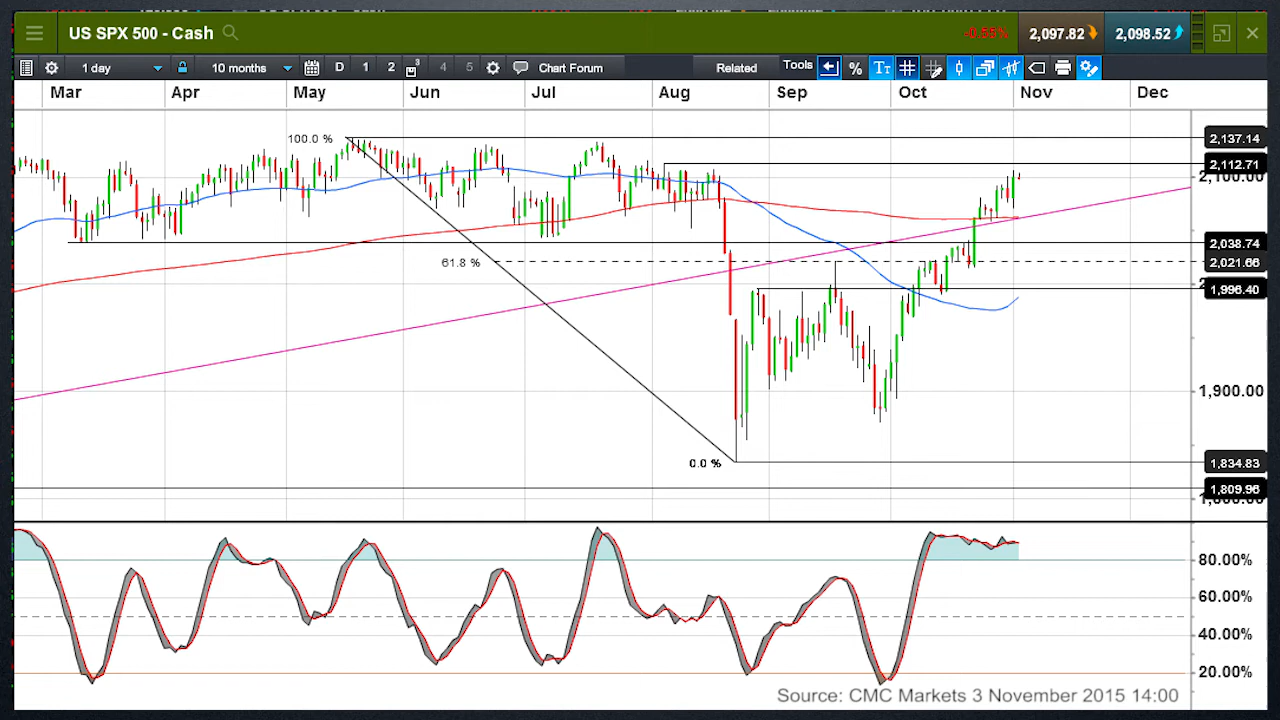 US SPX 500 - Cash -0.55% 2,097.82 2,098.52
1 day 10 months D 1 2 3 4 5 Chart Forum Related Tools % Tt
Mar Apr May Jun Jul Aug Sep Oct Nov Dec
100.0 % 2,137.14
2,112.71
2,100.00
2,038.74
61.8 % 2,021.66
1,996.40
1,900.00
0.0 % 1,834.83
1,809.96
80.00%
60.00%
40.00%
20.00%
Source: CMC Markets 3 November 2015 14:00